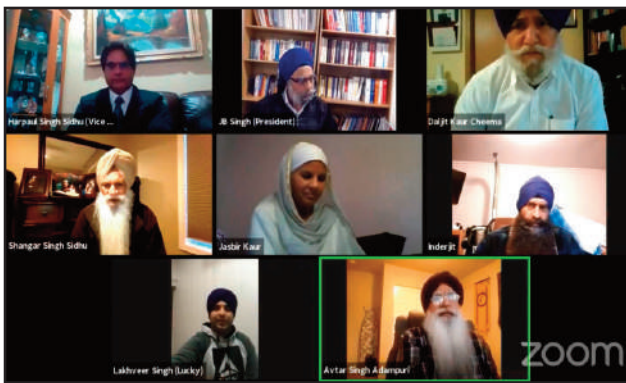 Harpaul Singh Sidhu (Vice ...
JB Singh (President)
Daljit Kaur Cheema
Shangar Singh Sidhu
Jasbir Kaur
Inderjit
Lakhveer Singh (Lucky)
Avtar Singh Adampuri
zoom